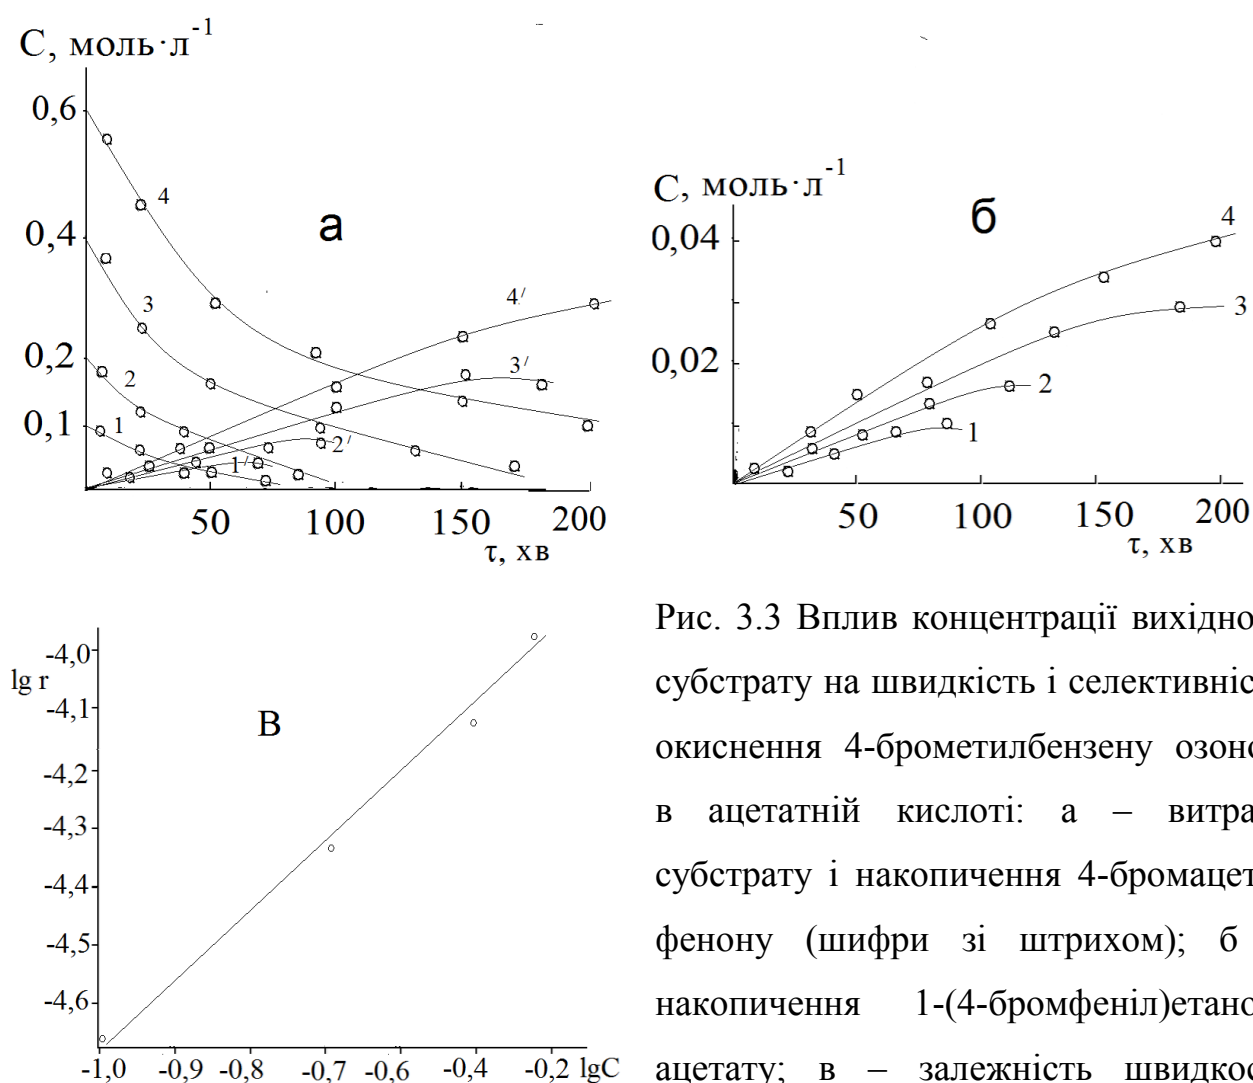 С, моль·л⁻¹
0,6
0,4
0,2
0,1
4
3
2
1
а
4/
3/
2/
1/
50 100 150 200
τ, хв
С, моль·л⁻¹
0,04
0,02
б
4
3
2
1
50 100 150 200
τ, хв
lg r
-4,0
-4,1
-4,2
-4,3
-4,4
-4,5
-4,6
В
-1,0 -0,9 -0,8 -0,7 -0,6 -0,4 -0,2 lgC
Рис. 3.3 Вплив концентрації вихідно
субстрату на швидкість і селективніс
окиснення 4-брометилбензену озоно
в ацетатній кислоті: а – витра
субстрату і накопичення 4-бромацет
фенону (шифри зі штрихом); б
накопичення 1-(4-бромфеніл)етано
ацетату; в – залежність швидкос